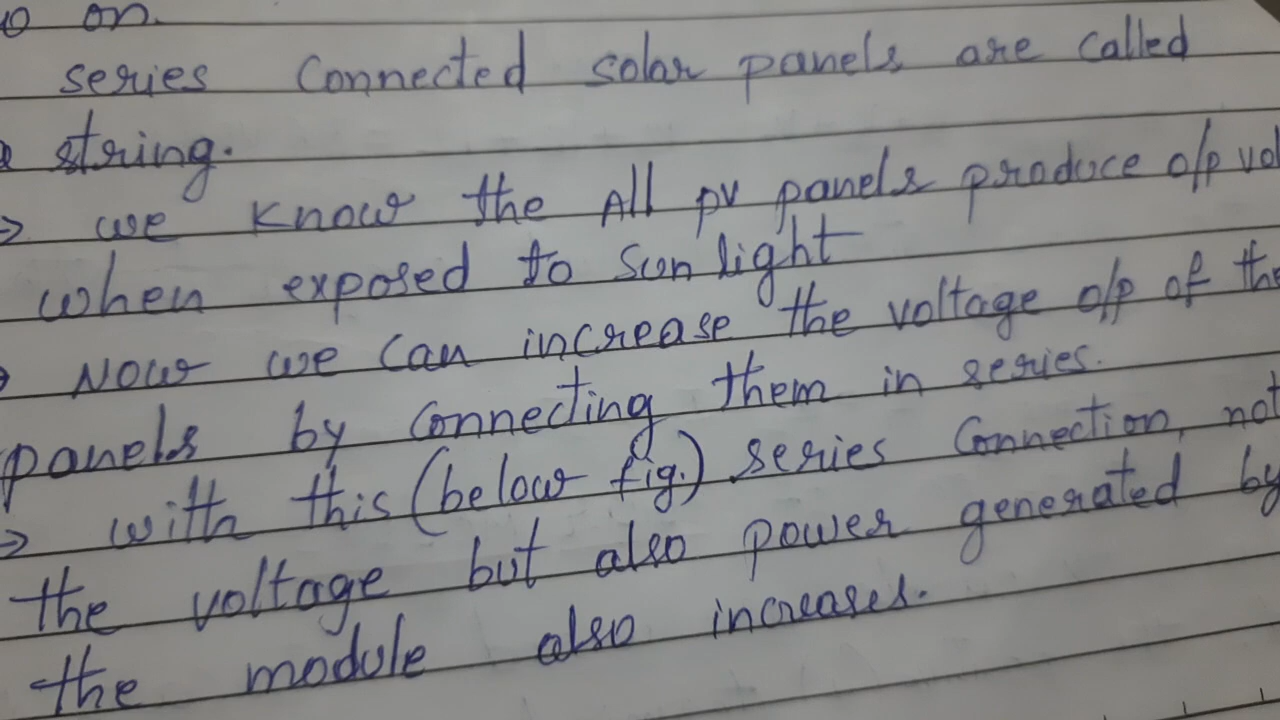 on.
series Connected solar panels are called
string.
⇒ we know the All pv panels produce o/p vol
when exposed to sun light
Now we can increase the voltage o/p of the
panels by connecting them in series.
⇒ with this (below fig.) series Connection, not
the voltage but also power generated by
the module also increases.